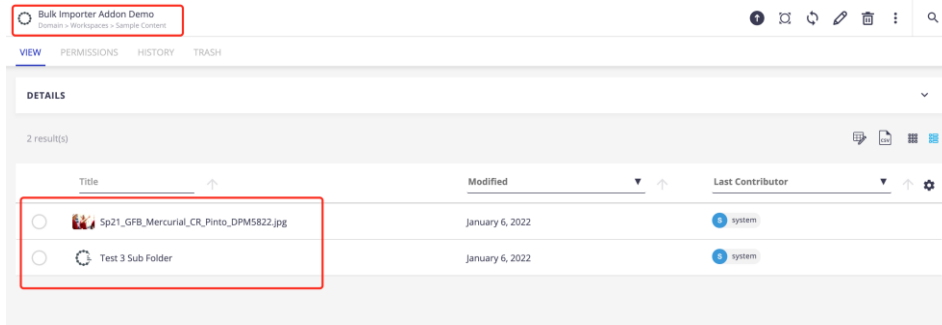 Bulk Importer Addon Demo
Domain > Workspaces > Sample Content
VIEW PERMISSIONS HISTORY TRASH
DETAILS
2 result(s)
CSV
Title Modified Last Contributor
Sp21_GFB_Mercurial_CR_Pinto_DPM5822.jpg January 6, 2022 S system
Test 3 Sub Folder January 6, 2022 S system